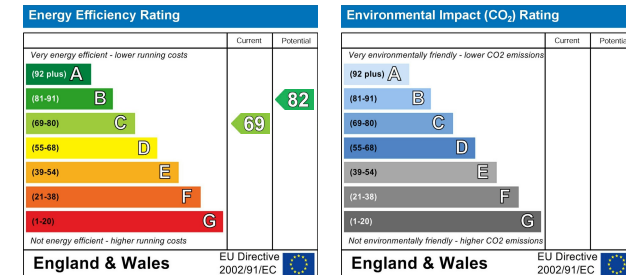 Energy Efficiency Rating
Current Potential
Very energy efficient - lower running costs
(92 plus) A
(81-91) B
82
(69-80) C
69
(55-68) D
(39-54) E
(21-38) F
(1-20) G
Not energy efficient - higher running costs
England & Wales
EU Directive
2002/91/EC
Environmental Impact (CO₂) Rating
Current Potential
Very environmentally friendly - lower CO2 emissions
(92 plus) A
(81-91) B
(69-80) C
(55-68) D
(39-54) E
(21-38) F
(1-20) G
Not environmentally friendly - higher CO2 emissions
England & Wales
EU Directive
2002/91/EC